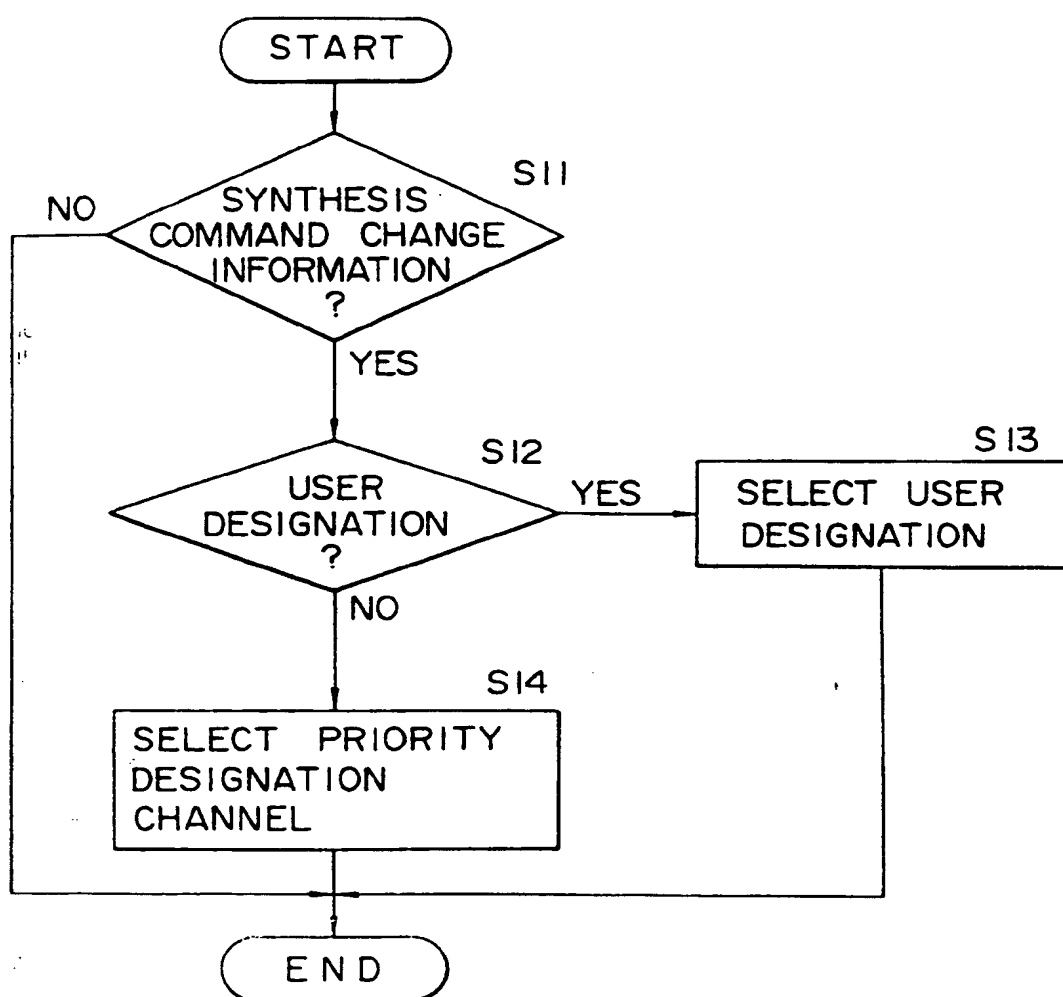 START
S11
NO
SYNTHESIS
COMMAND CHANGE
INFORMATION
?
YES
S12
S13
USER
DESIGNATION
?
YES
SELECT USER
DESIGNATION
NO
S14
SELECT PRIORITY
DESIGNATION
CHANNEL
END